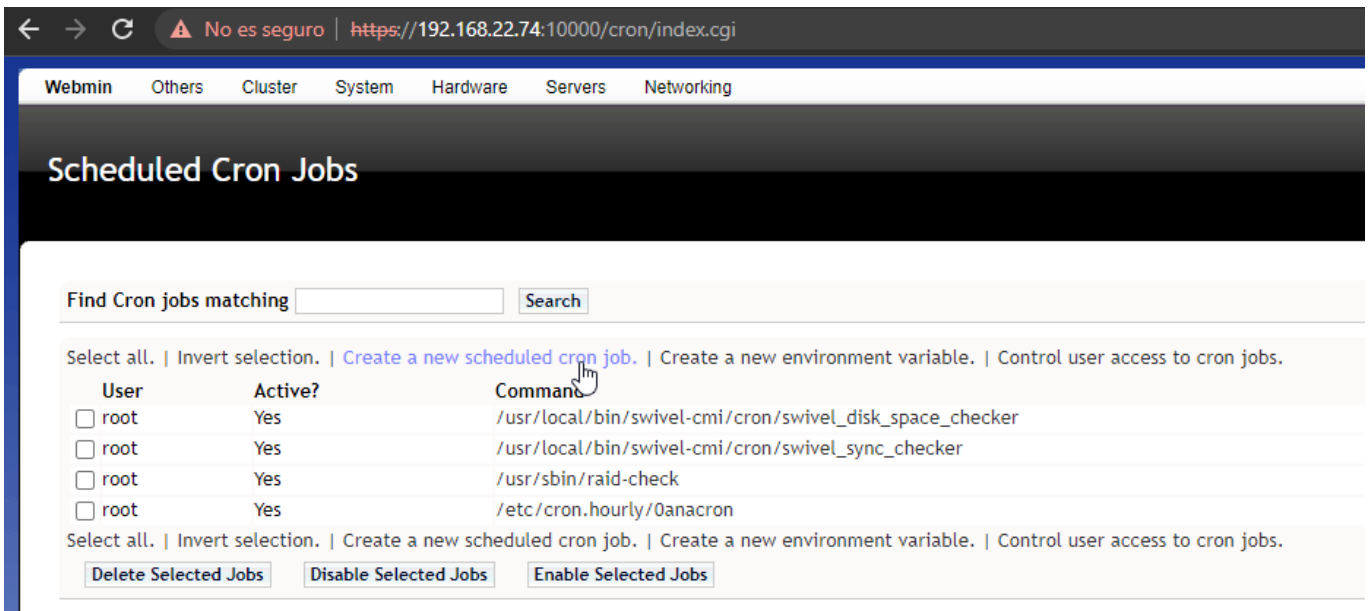 No es seguro | https://192.168.22.74:10000/cron/index.cgi
Webmin Others Cluster System Hardware Servers Networking
Scheduled Cron Jobs
Find Cron jobs matching Search
Select all. | Invert selection. | Create a new scheduled cron job. | Create a new environment variable. | Control user access to cron jobs.
User Active? Command
root Yes /usr/local/bin/swivel-cmi/cron/swivel_disk_space_checker
root Yes /usr/local/bin/swivel-cmi/cron/swivel_sync_checker
root Yes /usr/sbin/raid-check
root Yes /etc/cron.hourly/0anacron
Select all. | Invert selection. | Create a new scheduled cron job. | Create a new environment variable. | Control user access to cron jobs.
Delete Selected Jobs Disable Selected Jobs Enable Selected Jobs